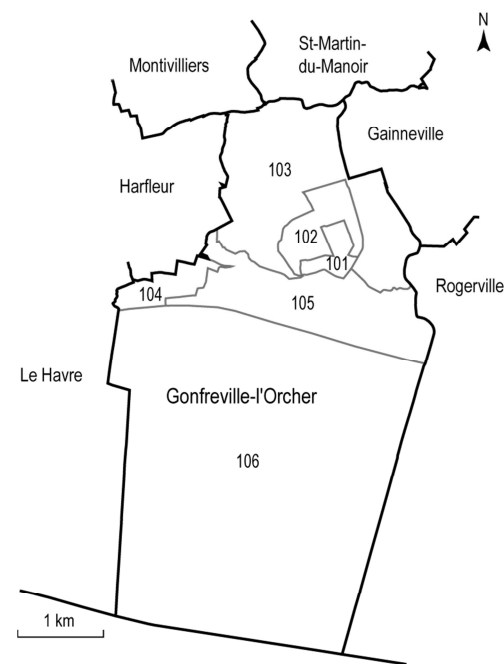 N
St-Martin-
du-Manoir
Montivilliers
Gainneville
Harfleur
103
102
101
Rogerville
104
105
Le Havre
Gonfreville-l'Orcher
106
1 km